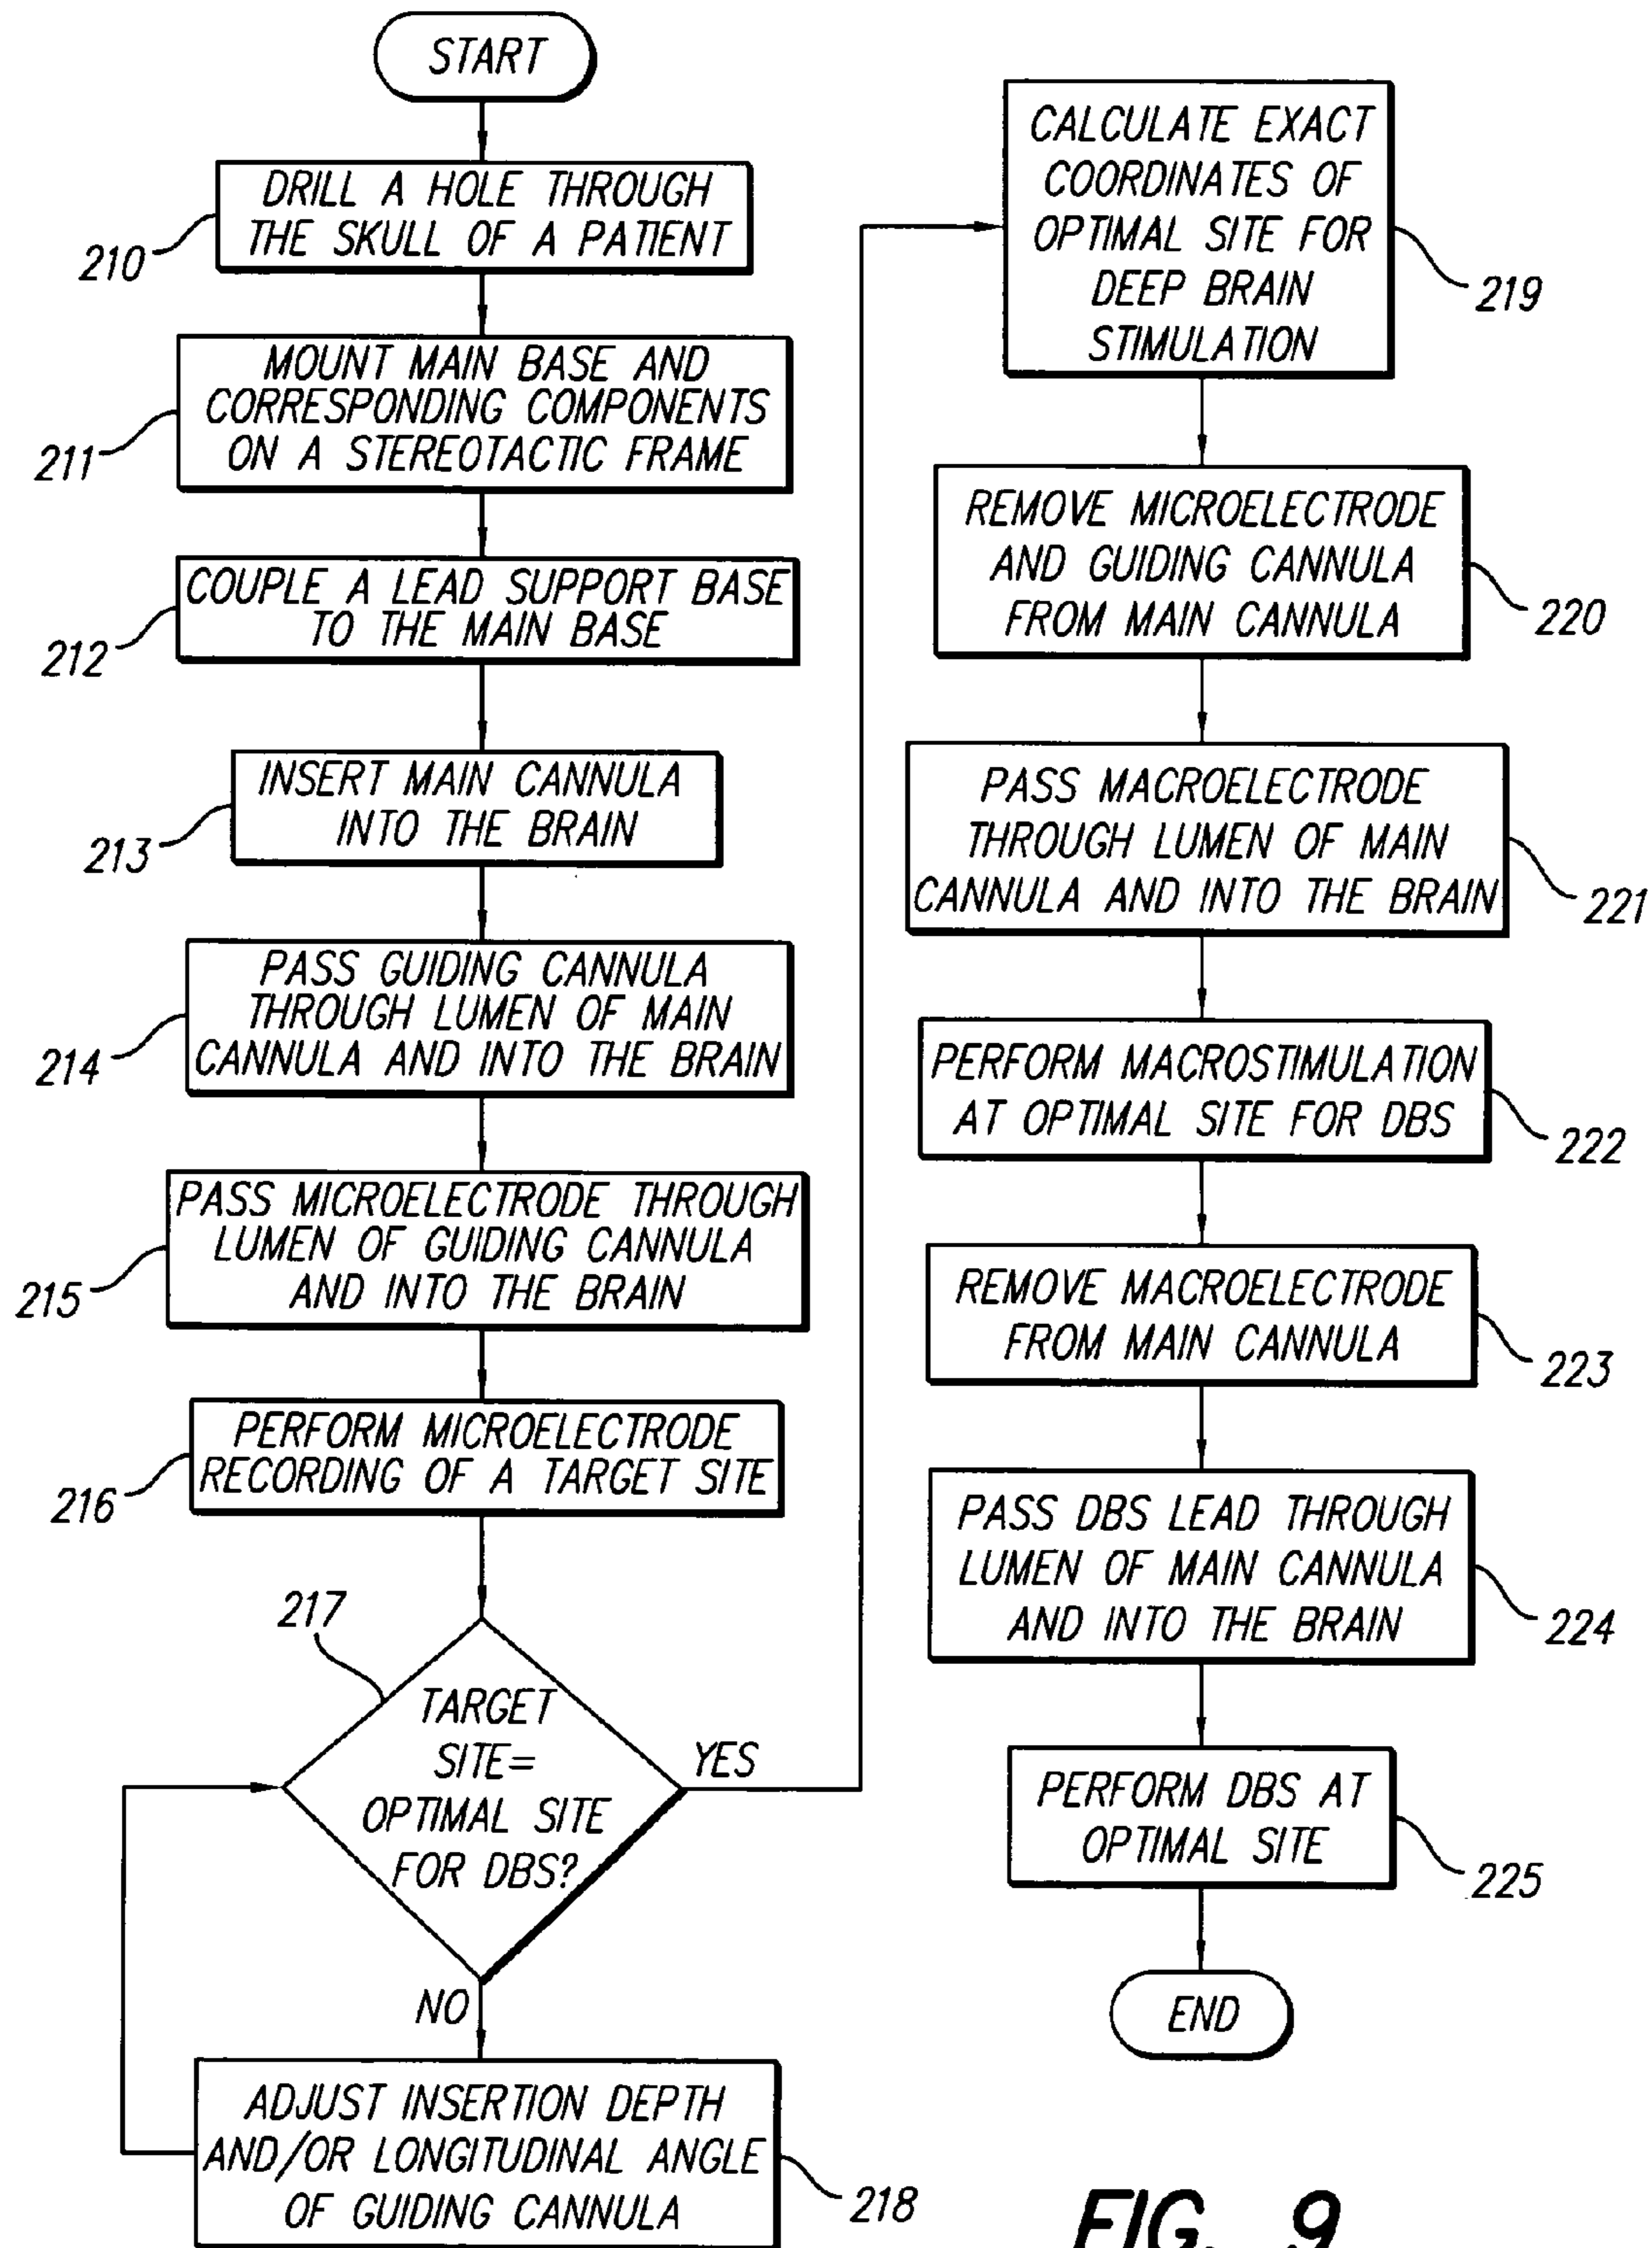 START
DRILL A HOLE THROUGH
THE SKULL OF A PATIENT
210
MOUNT MAIN BASE AND
CORRESPONDING COMPONENTS
ON A STEREOTACTIC FRAME
211
COUPLE A LEAD SUPPORT BASE
TO THE MAIN BASE
212
INSERT MAIN CANNULA
INTO THE BRAIN
213
PASS GUIDING CANNULA
THROUGH LUMEN OF MAIN
CANNULA AND INTO THE BRAIN
214
PASS MICROELECTRODE THROUGH
LUMEN OF GUIDING CANNULA
AND INTO THE BRAIN
215
PERFORM MICROELECTRODE
RECORDING OF A TARGET SITE
216
217
TARGET
SITE=
OPTIMAL SITE
FOR DBS?
YES
NO
ADJUST INSERTION DEPTH
AND/OR LONGITUDINAL ANGLE
OF GUIDING CANNULA
218
CALCULATE EXACT
COORDINATES OF
OPTIMAL SITE FOR
DEEP BRAIN
STIMULATION
219
REMOVE MICROELECTRODE
AND GUIDING CANNULA
FROM MAIN CANNULA
220
PASS MACROELECTRODE
THROUGH LUMEN OF MAIN
CANNULA AND INTO THE BRAIN
221
PERFORM MACROSTIMULATION
AT OPTIMAL SITE FOR DBS
222
REMOVE MACROELECTRODE
FROM MAIN CANNULA
223
PASS DBS LEAD THROUGH
LUMEN OF MAIN CANNULA
AND INTO THE BRAIN
224
PERFORM DBS AT
OPTIMAL SITE
225
END
FIG. 9